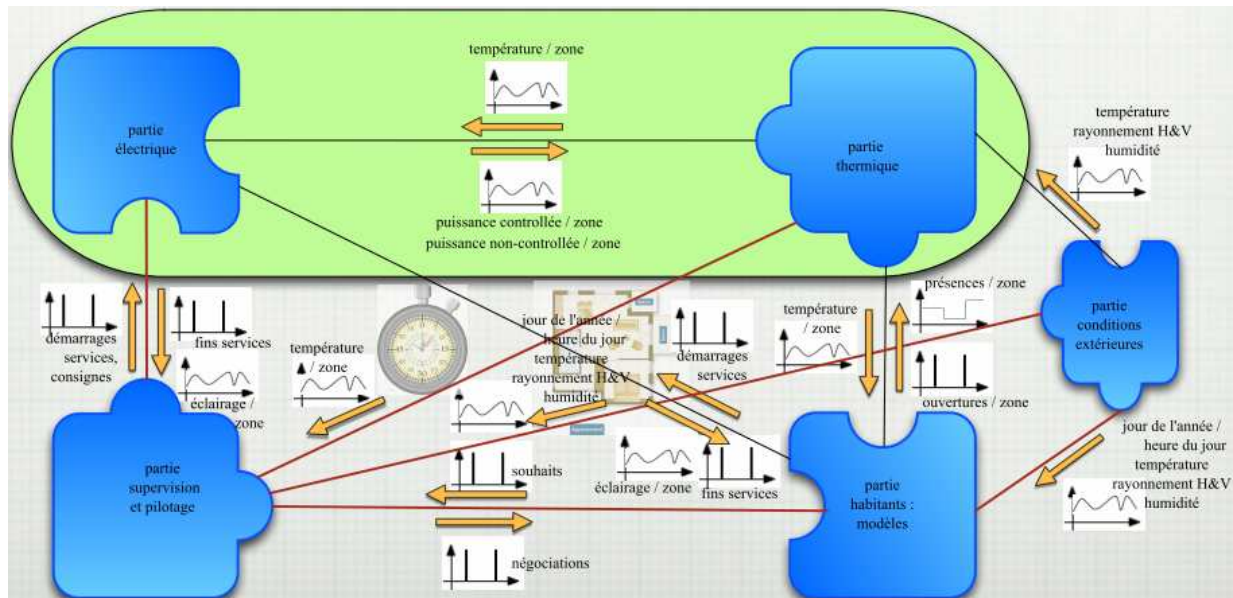 température / zone
partie
électrique
partie
thermique
température
rayonnement H&V
humidité
puissance controllée / zone
puissance non-controllée / zone
démarrages
services,
consignes
fins services
éclairage /
zone
température
/ zone
jour de l'année /
heure du jour
température
rayonnement H&V
humidité
démarrages
services
température
/ zone
présences / zone
ouvertures / zone
partie
conditions
extérieures
partie
supervision
et pilotage
souhaits
négociations
éclairage / zone
fins services
partie
habitants :
modèles
jour de l'année /
heure du jour
température
rayonnement H&V
humidité